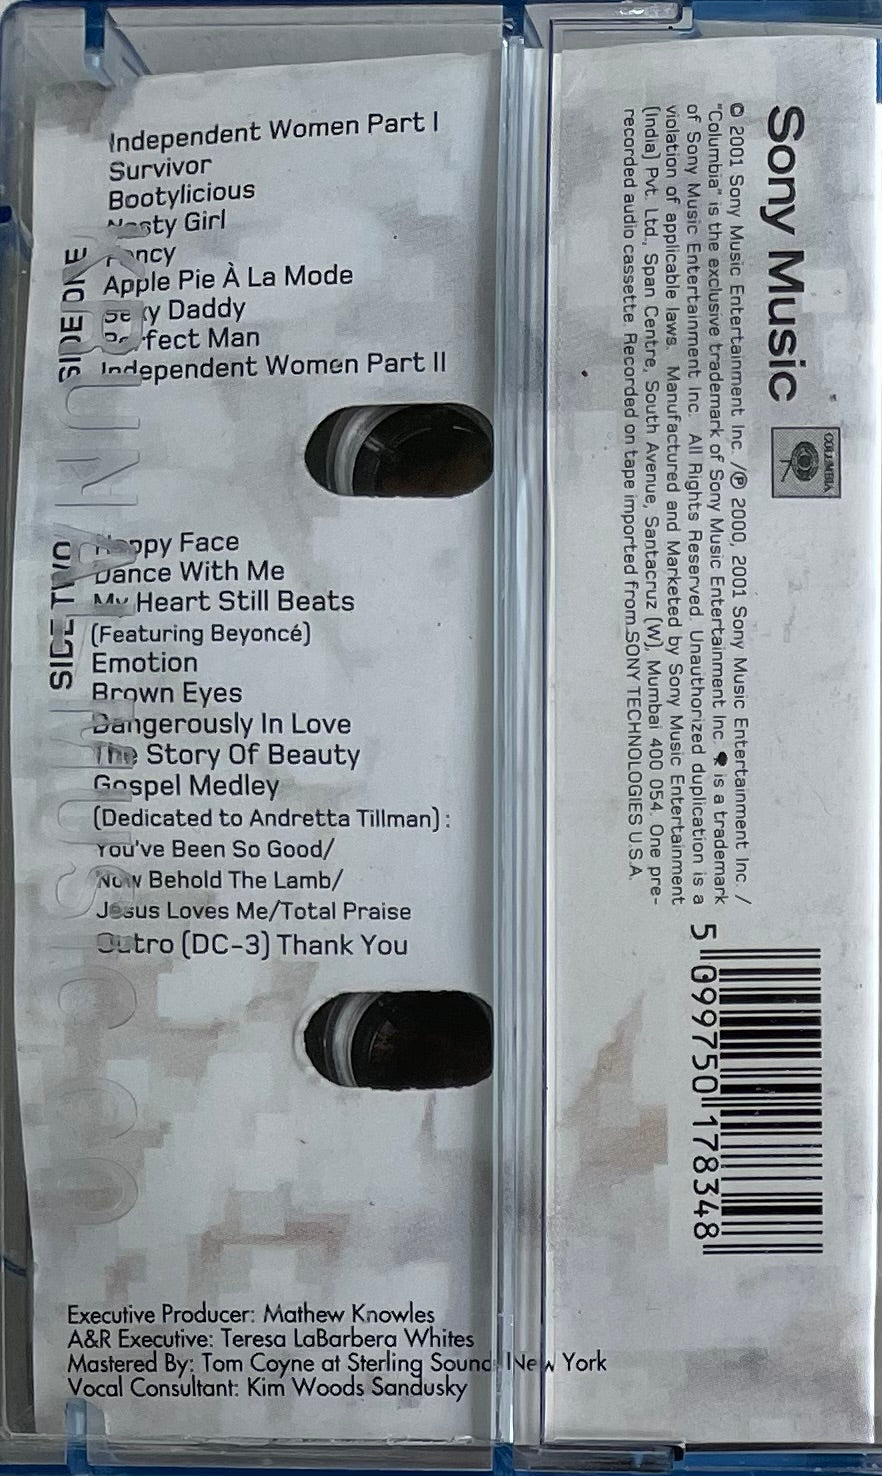 Independent Women Part I
Survivor
Bootylicious
Nasty Girl
Fancy
Apple Pie À La Mode
Sexy Daddy
Perfect Man
Independent Women Part II
SIDE ONE
Happy Face
Dance With Me
My Heart Still Beats
(Featuring Beyoncé)
Emotion
Brown Eyes
Dangerously In Love
The Story Of Beauty
Gospel Medley
(Dedicated to Andretta Tillman):
You've Been So Good/
Now Behold The Lamb/
Jesus Loves Me/Total Praise
Outro (DC-3) Thank You
SIDE TWO
Executive Producer: Mathew Knowles
A&R Executive: Teresa LaBarbera Whites
Mastered By: Tom Coyne at Sterling Sound, New York
Vocal Consultant: Kim Woods Sandusky
Sony Music
COLUMBIA
© 2001 Sony Music Entertainment Inc. /℗ 2000, 2001 Sony Music Entertainment Inc. /
"Columbia" is the exclusive trademark of Sony Music Entertainment Inc. is a trademark
of Sony Music Entertainment Inc. All Rights Reserved. Unauthorized duplication is a
violation of applicable laws. Manufactured and Marketed by Sony Music Entertainment
(India) Pvt. Ltd., Span Centre, South Avenue, Santacruz (W), Mumbai 400 054. One pre-
recorded audio cassette. Recorded on tape imported from SONY TECHNOLOGIES U.S.A.
5 099750 178348